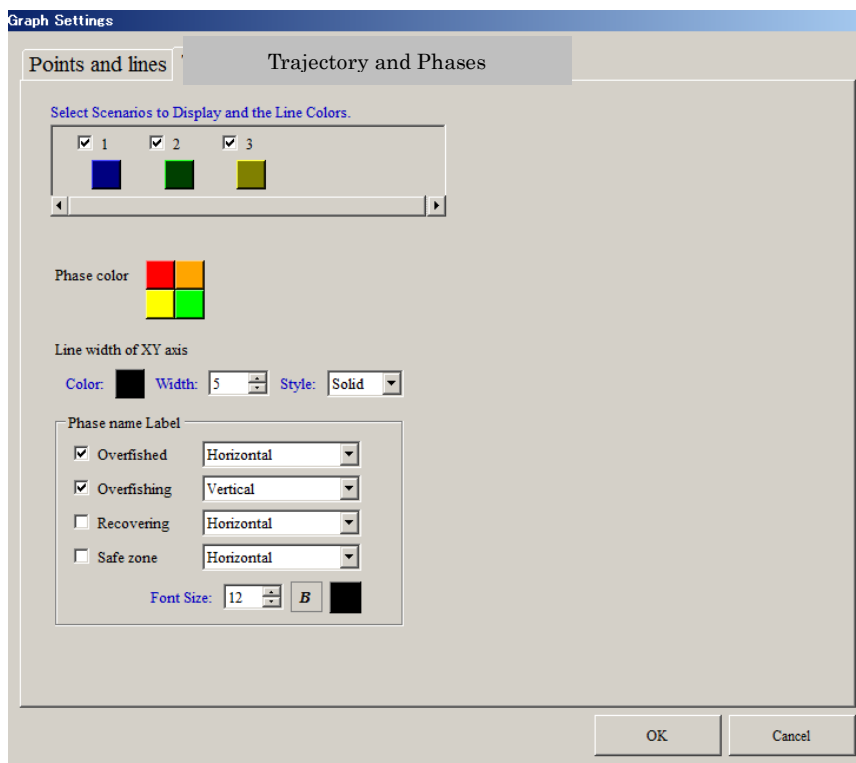 Graph Settings
Points and lines
Trajectory and Phases
Select Scenarios to Display and the Line Colors.
1 2 3
Phase color
Line width of XY axis
Color: Width: 5 Style: Solid
Phase name Label
Overfished Horizontal
Overfishing Vertical
Recovering Horizontal
Safe zone Horizontal
Font Size: 12 B
OK Cancel